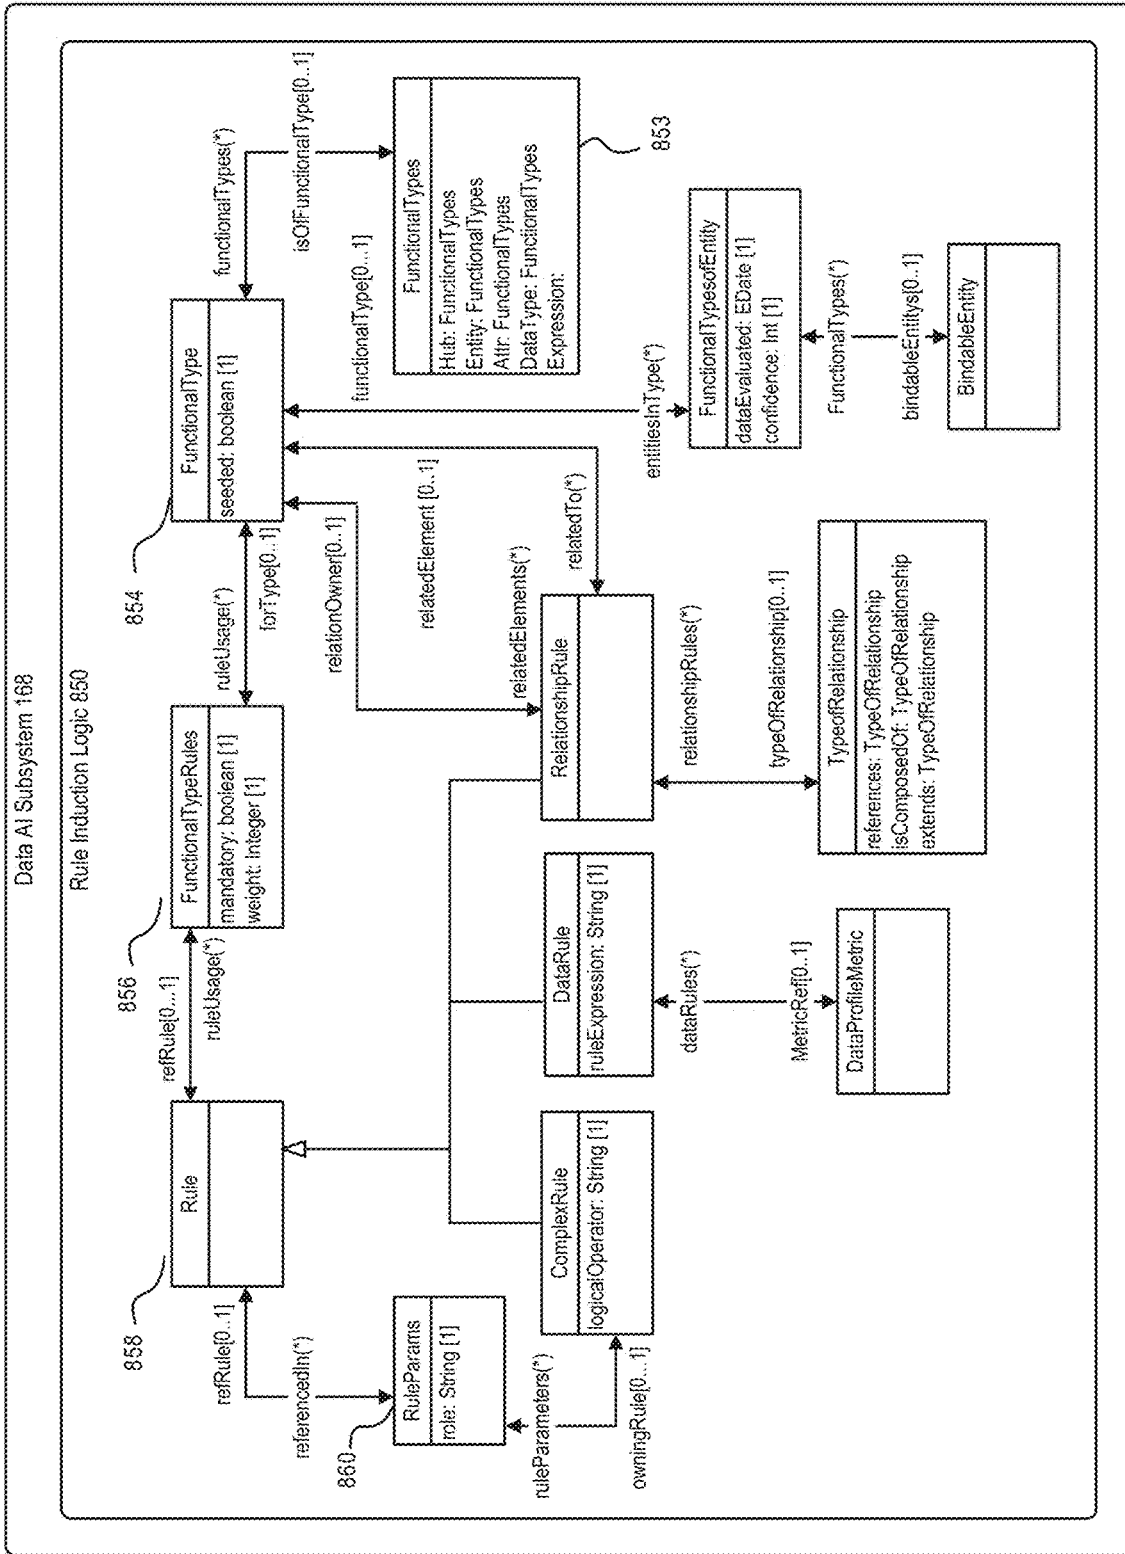 Data AI Subsystem 168
Rule Induction Logic 850
858
Rule
refRule[0...1]
ruleUsage(*)
856
FunctionalTypeRules
mandatory: boolean [1]
weight: Integer [1]
ruleUsage(*)
forType[0..1]
854
FunctionalType
seeded: boolean [1]
functionalTypes(*)
isOfFunctionalType[0..1]
refRule[0..1]
referencedIn(*)
860
RuleParams
role: String [1]
relationOwner[0..1]
relatedElement [0..1]
functionalType[0...1]
FunctionalTypes
Hub: FunctionalTypes
Entity: FunctionalTypes
Attr: FunctionalTypes
DataType: FunctionalTypes
Expression:
853
ruleParameters(*)
owningRule[0...1]
ComplexRule
logicalOperator: String [1]
DataRule
ruleExpression: String [1]
relatedElements(*)
RelationshipRule
relatedTo(*)
entitiesInType(*)
FunctionalTypesofEntity
dataEvaluated: EDate [1]
confidence: Int [1]
dataRules(*)
MetricRef[0..1]
relationshipRules(*)
typeOfRelationship[0..1]
FunctionalTypes(*)
bindableEntitys[0..1]
DataProfileMetric
TypeofRelationship
references: TypeOfRelationship
isComposedOf: TypeOfRelationship
extends: TypeOfRelationship
BindableEntity